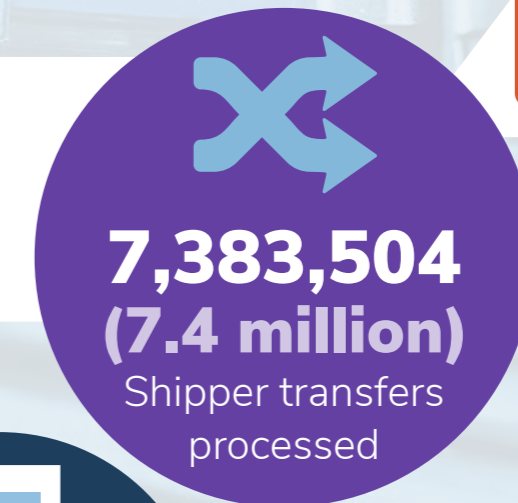 7,383,504
(7.4 million)
Shipper transfers
processed